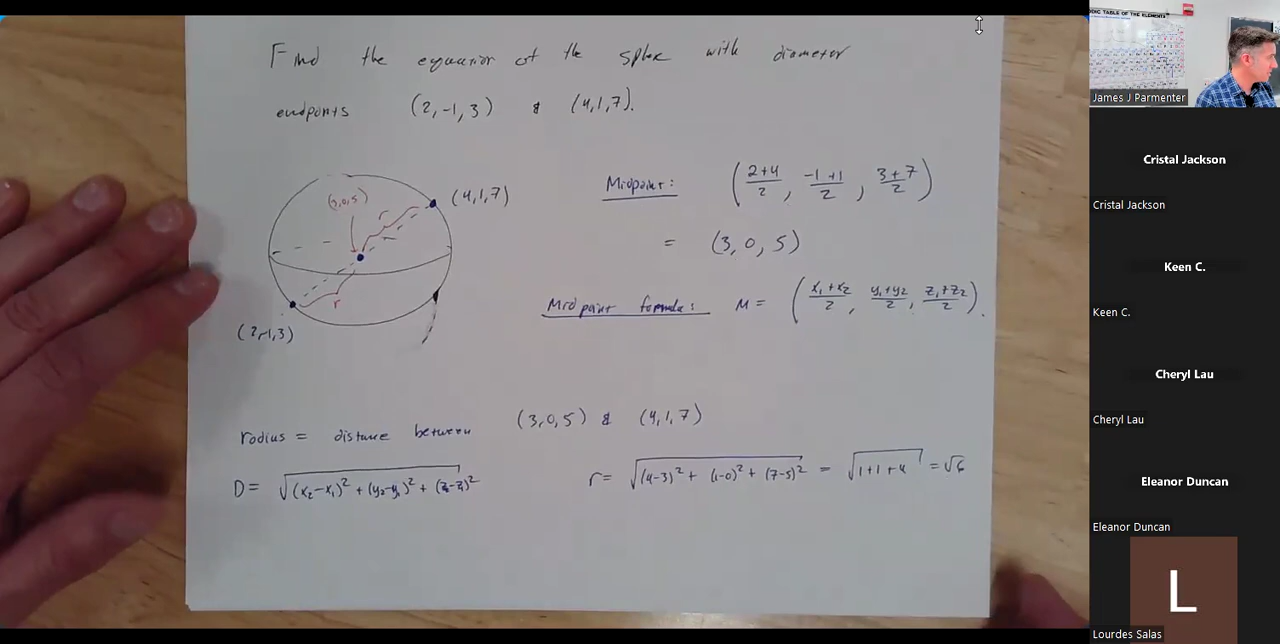 Find the equation of the sphere with diameter
endpoints (2,-1,3) & (4,1,7).
(3,0,5)
(4,1,7)
r
r
(2,-1,3)
Midpoint: (2+4/2, -1+1/2, 3+7/2)
= (3, 0, 5)
Midpoint formula: M = (x₁+x₂/2, y₁+y₂/2, z₁+z₂/2).
radius = distance between (3,0,5) & (4,1,7)
D = √(x₂-x₁)² + (y₂-y₁)² + (z₂-z₁)²
r = √(4-3)² + (1-0)² + (7-5)² = √1+1+4 = √6
PERIODIC TABLE OF THE ELEMENTS
James J Parmenter
Cristal Jackson
Cristal Jackson
Keen C.
Keen C.
Cheryl Lau
Cheryl Lau
Eleanor Duncan
Eleanor Duncan
L
Lourdes Salas